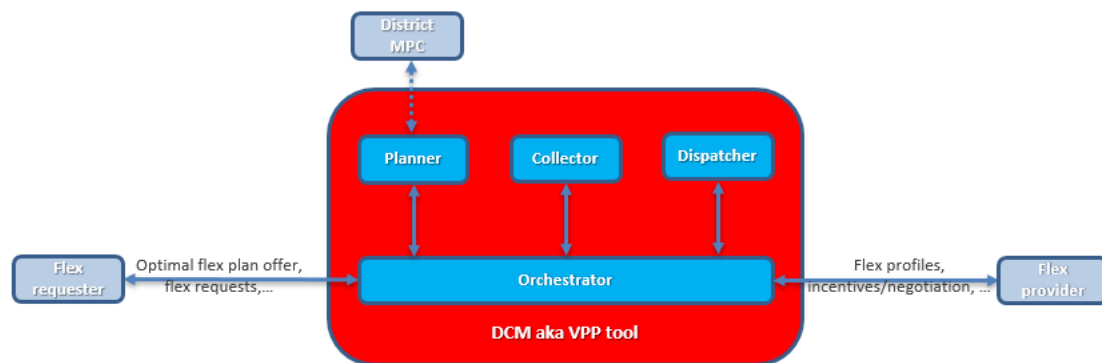 District
MPC
Planner
Collector
Dispatcher
Flex
requester
Optimal flex plan offer,
flex requests,...
Orchestrator
Flex profiles,
incentives/negotiation, ...
Flex
provider
DCM aka VPP tool